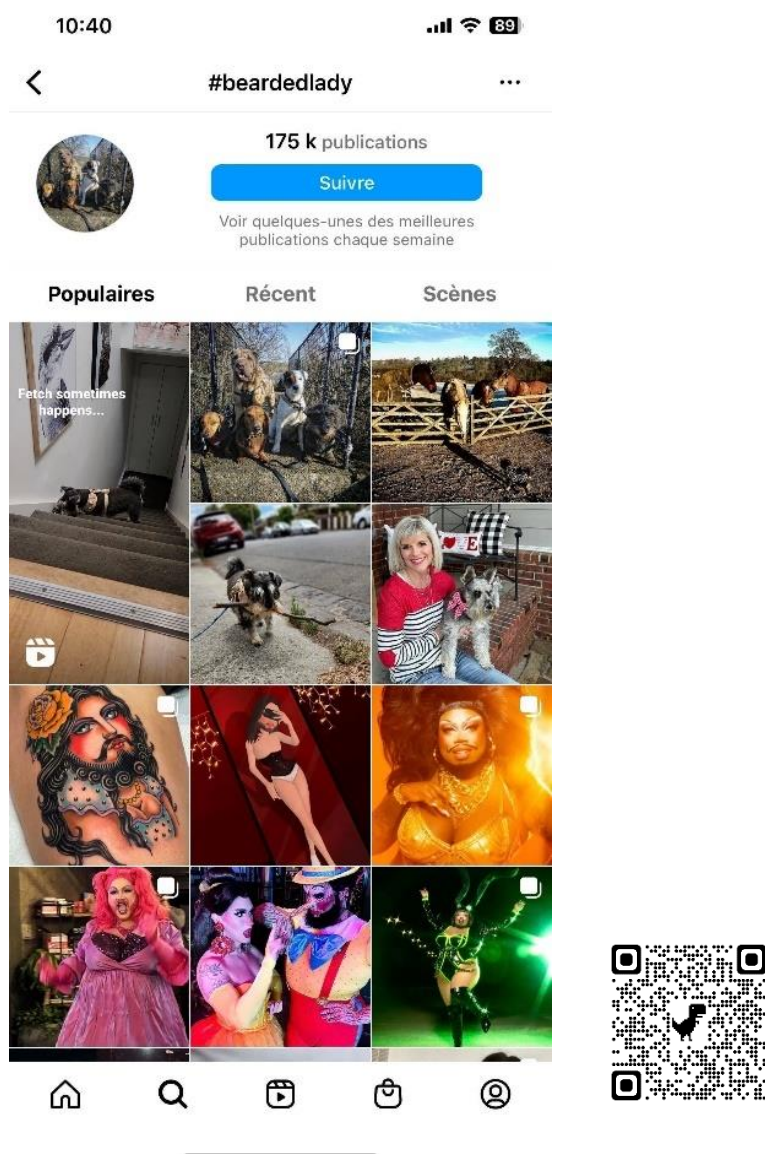 10:40
89
#beardedlady
175 k publications
Suivre
Voir quelques-unes des meilleures
publications chaque semaine
Populaires
Récent
Scènes
Fetch sometimes
happens...